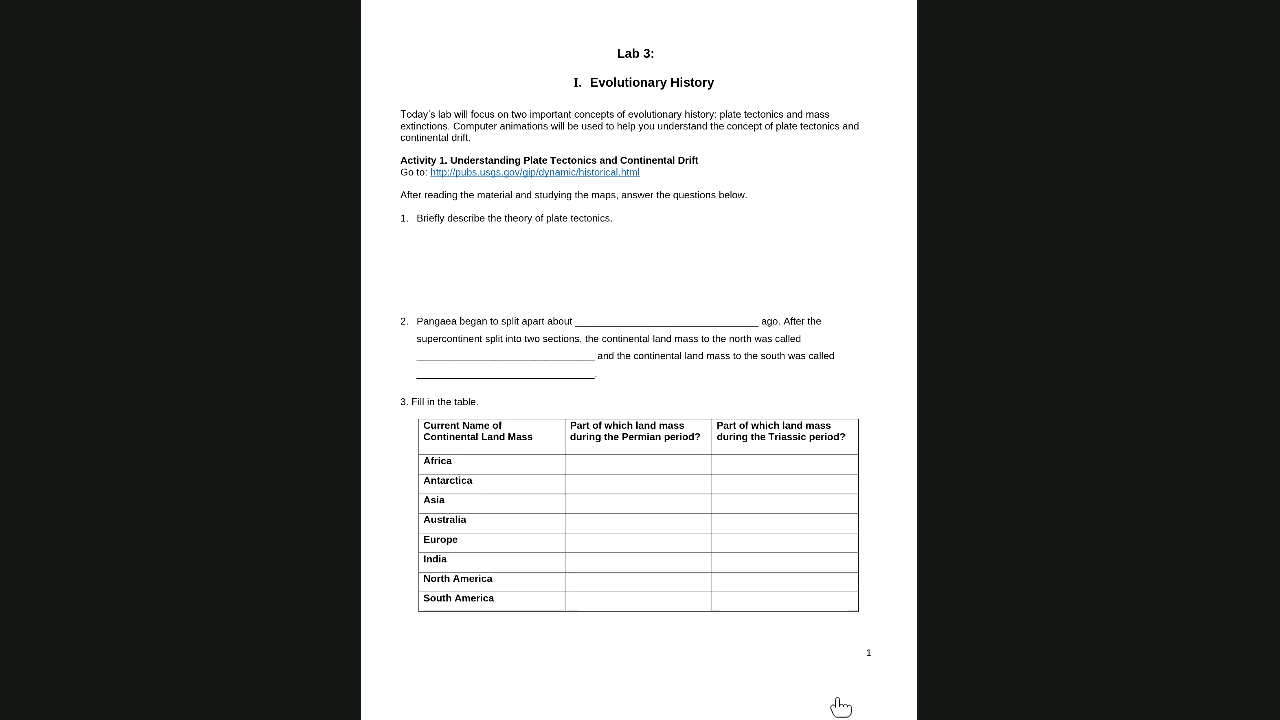 Lab 3:
I. Evolutionary History
Today's lab will focus on two important concepts of evolutionary history: plate tectonics and mass
extinctions. Computer animations will be used to help you understand the concept of plate tectonics and
continental drift.
Activity 1. Understanding Plate Tectonics and Continental Drift
Go to: http://pubs.usgs.gov/gip/dynamic/historical.html
After reading the material and studying the maps, answer the questions below.
1. Briefly describe the theory of plate tectonics.
2. Pangaea began to split apart about _________________________________ ago. After the
supercontinent split into two sections, the continental land mass to the north was called
________________________________ and the continental land mass to the south was called
________________________________.
3. Fill in the table.
Current Name of Continental Land Mass | Part of which land mass during the Permian period? | Part of which land mass during the Triassic period?
Africa
Antarctica
Asia
Australia
Europe
India
North America
South America
1